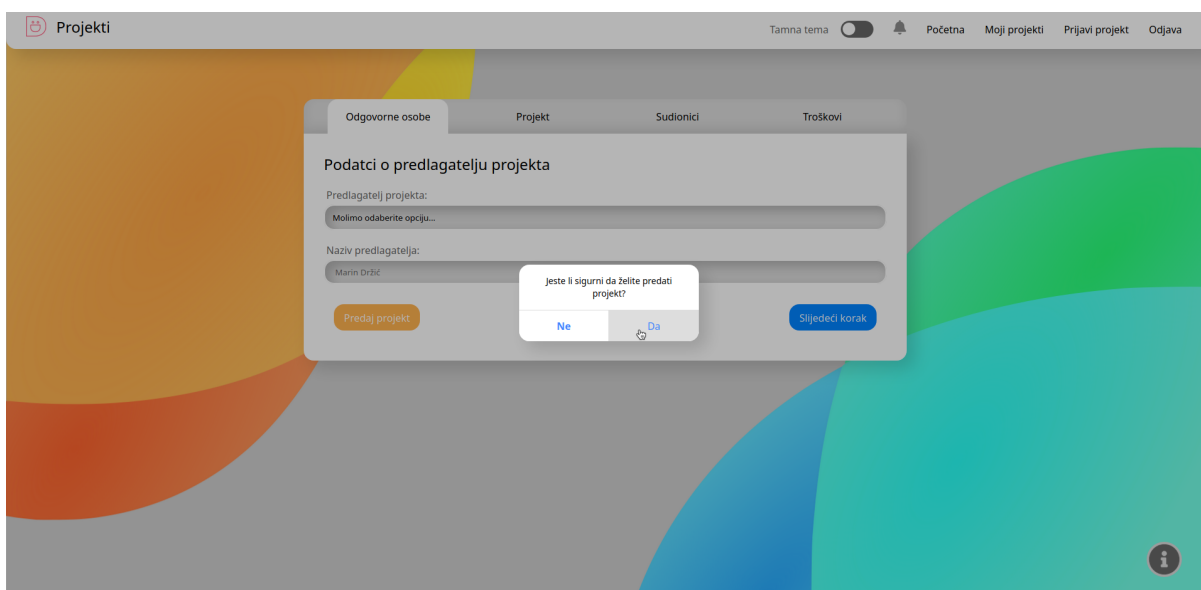 Projekti
Tamna tema
Početna
Moji projekti
Prijavi projekt
Odjava
Odgovorne osobe
Projekt
Sudionici
Troškovi
Podatci o predlagatelju projekta
Predlagatelj projekta:
Molimo odaberite opciju...
Naziv predlagatelja:
Marin Držić
Jeste li sigurni da želite predati
projekt?
Ne
Da
Predaj projekt
Slijedeći korak